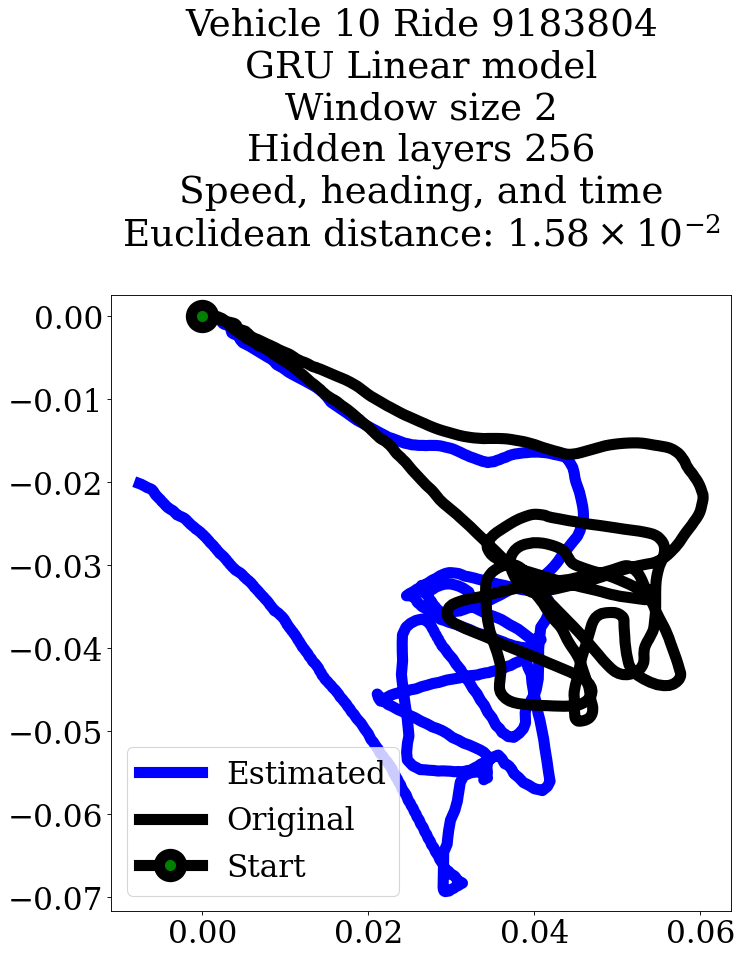 Vehicle 10 Ride 9183804
GRU Linear model
Window size 2
Hidden layers 256
Speed, heading, and time
Euclidean distance: 1.58 × 10⁻²
0.00
−0.01
−0.02
−0.03
−0.04
−0.05
−0.06
−0.07
Estimated
Original
Start
0.00 0.02 0.04 0.06